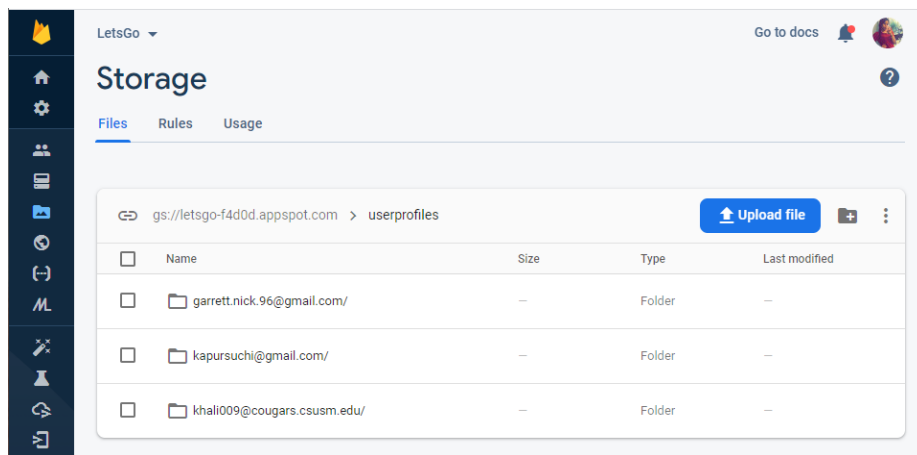 LetsGo
Go to docs
Storage
Files Rules Usage
gs://letsgo-f4d0d.appspot.com > userprofiles
Upload file
Name Size Type Last modified
garrett.nick.96@gmail.com/ — Folder —
kapursuchi@gmail.com/ — Folder —
khali009@cougars.csusm.edu/ — Folder —